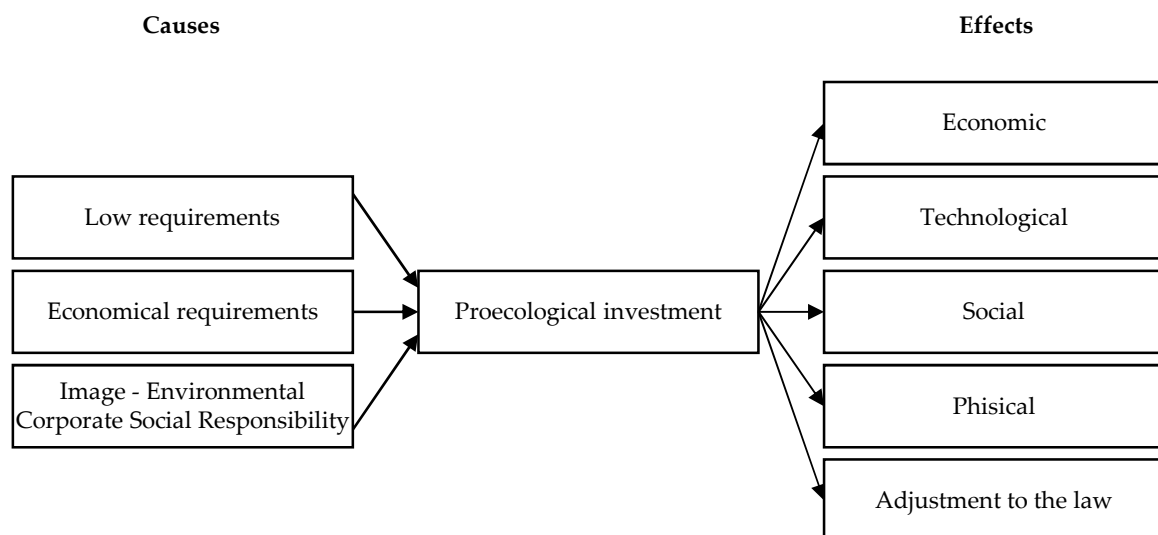 Causes
Effects
Economic
Low requirements
Technological
Economical requirements
Proecological investment
Social
Image - Environmental
Corporate Social Responsibility
Phisical
Adjustment to the law